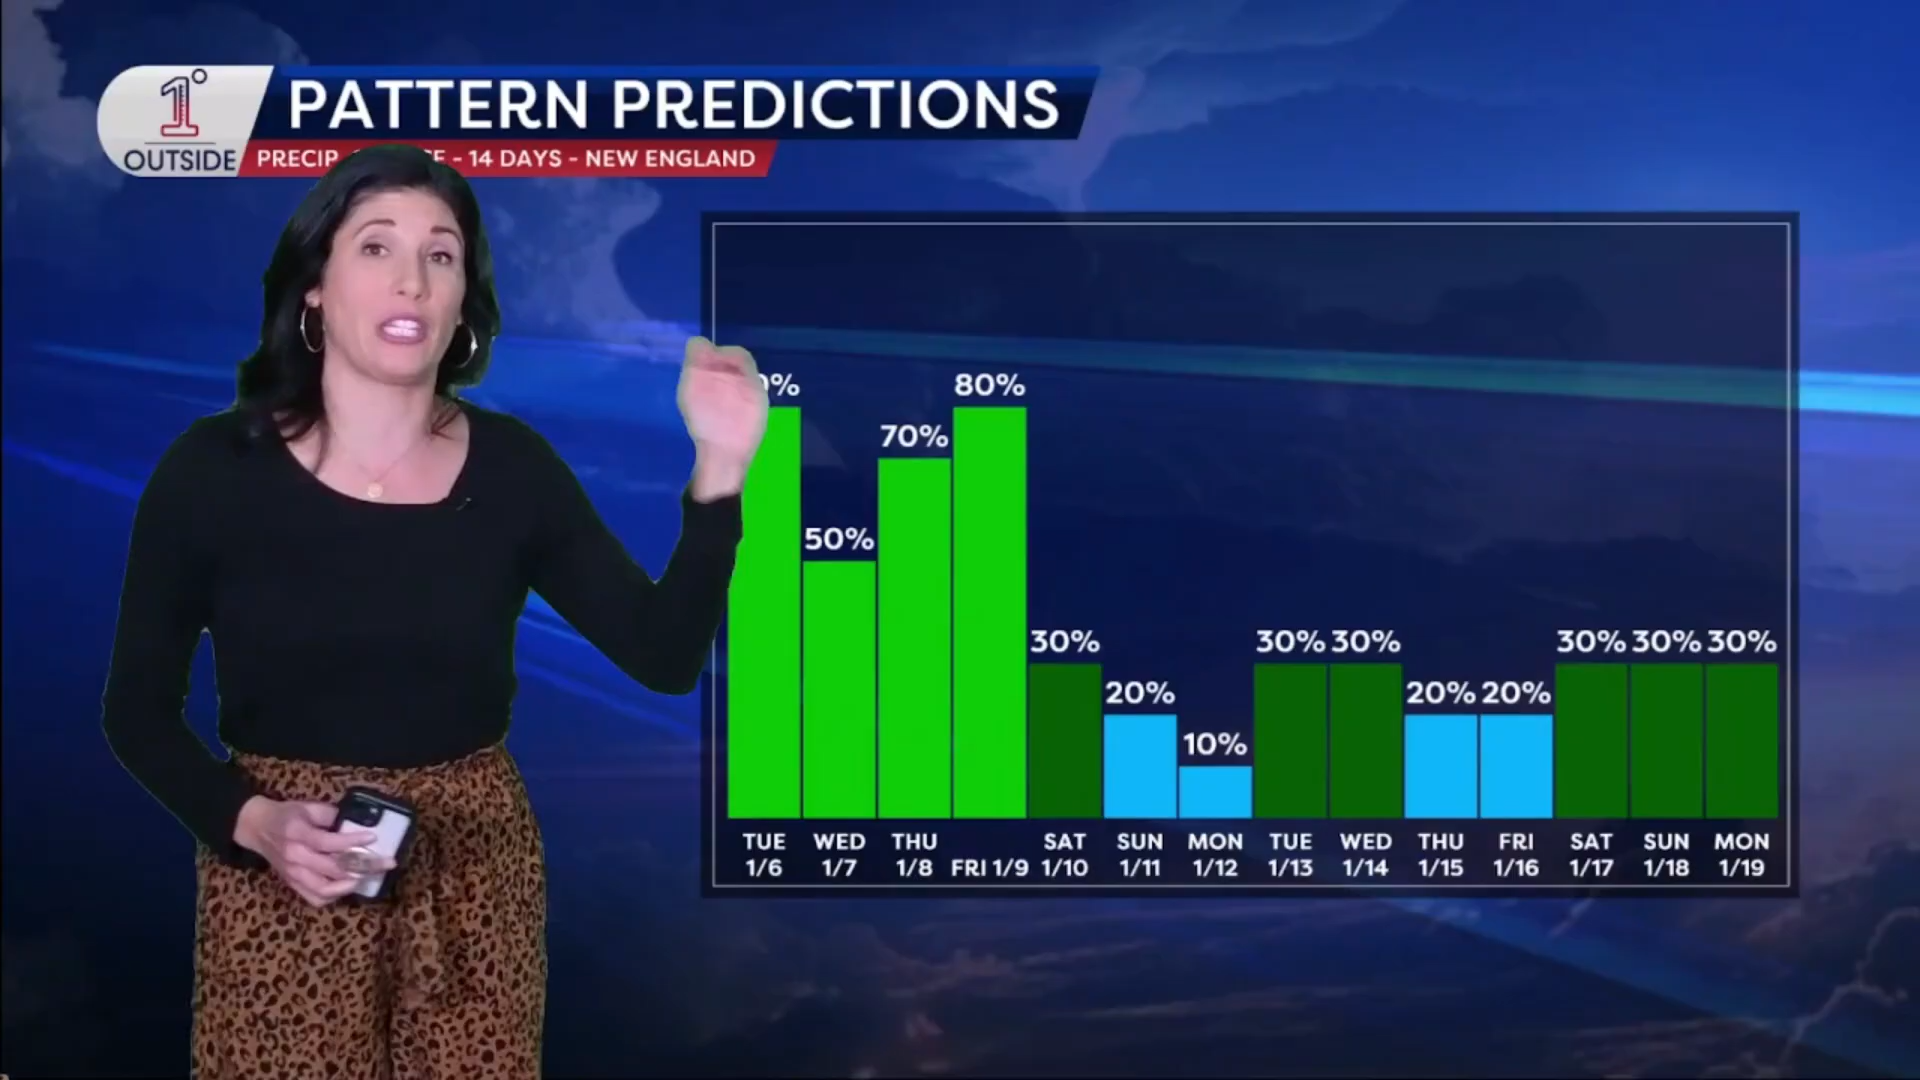 1°
OUTSIDE
PATTERN PREDICTIONS
PRECIP - 14 DAYS - NEW ENGLAND
0% 50% 70% 80% 30% 20% 10% 30% 30% 20% 20% 30% 30% 30%
TUE WED THU SAT SUN MON TUE WED THU FRI SAT SUN MON
1/6 1/7 1/8 FRI 1/9 1/10 1/11 1/12 1/13 1/14 1/15 1/16 1/17 1/18 1/19